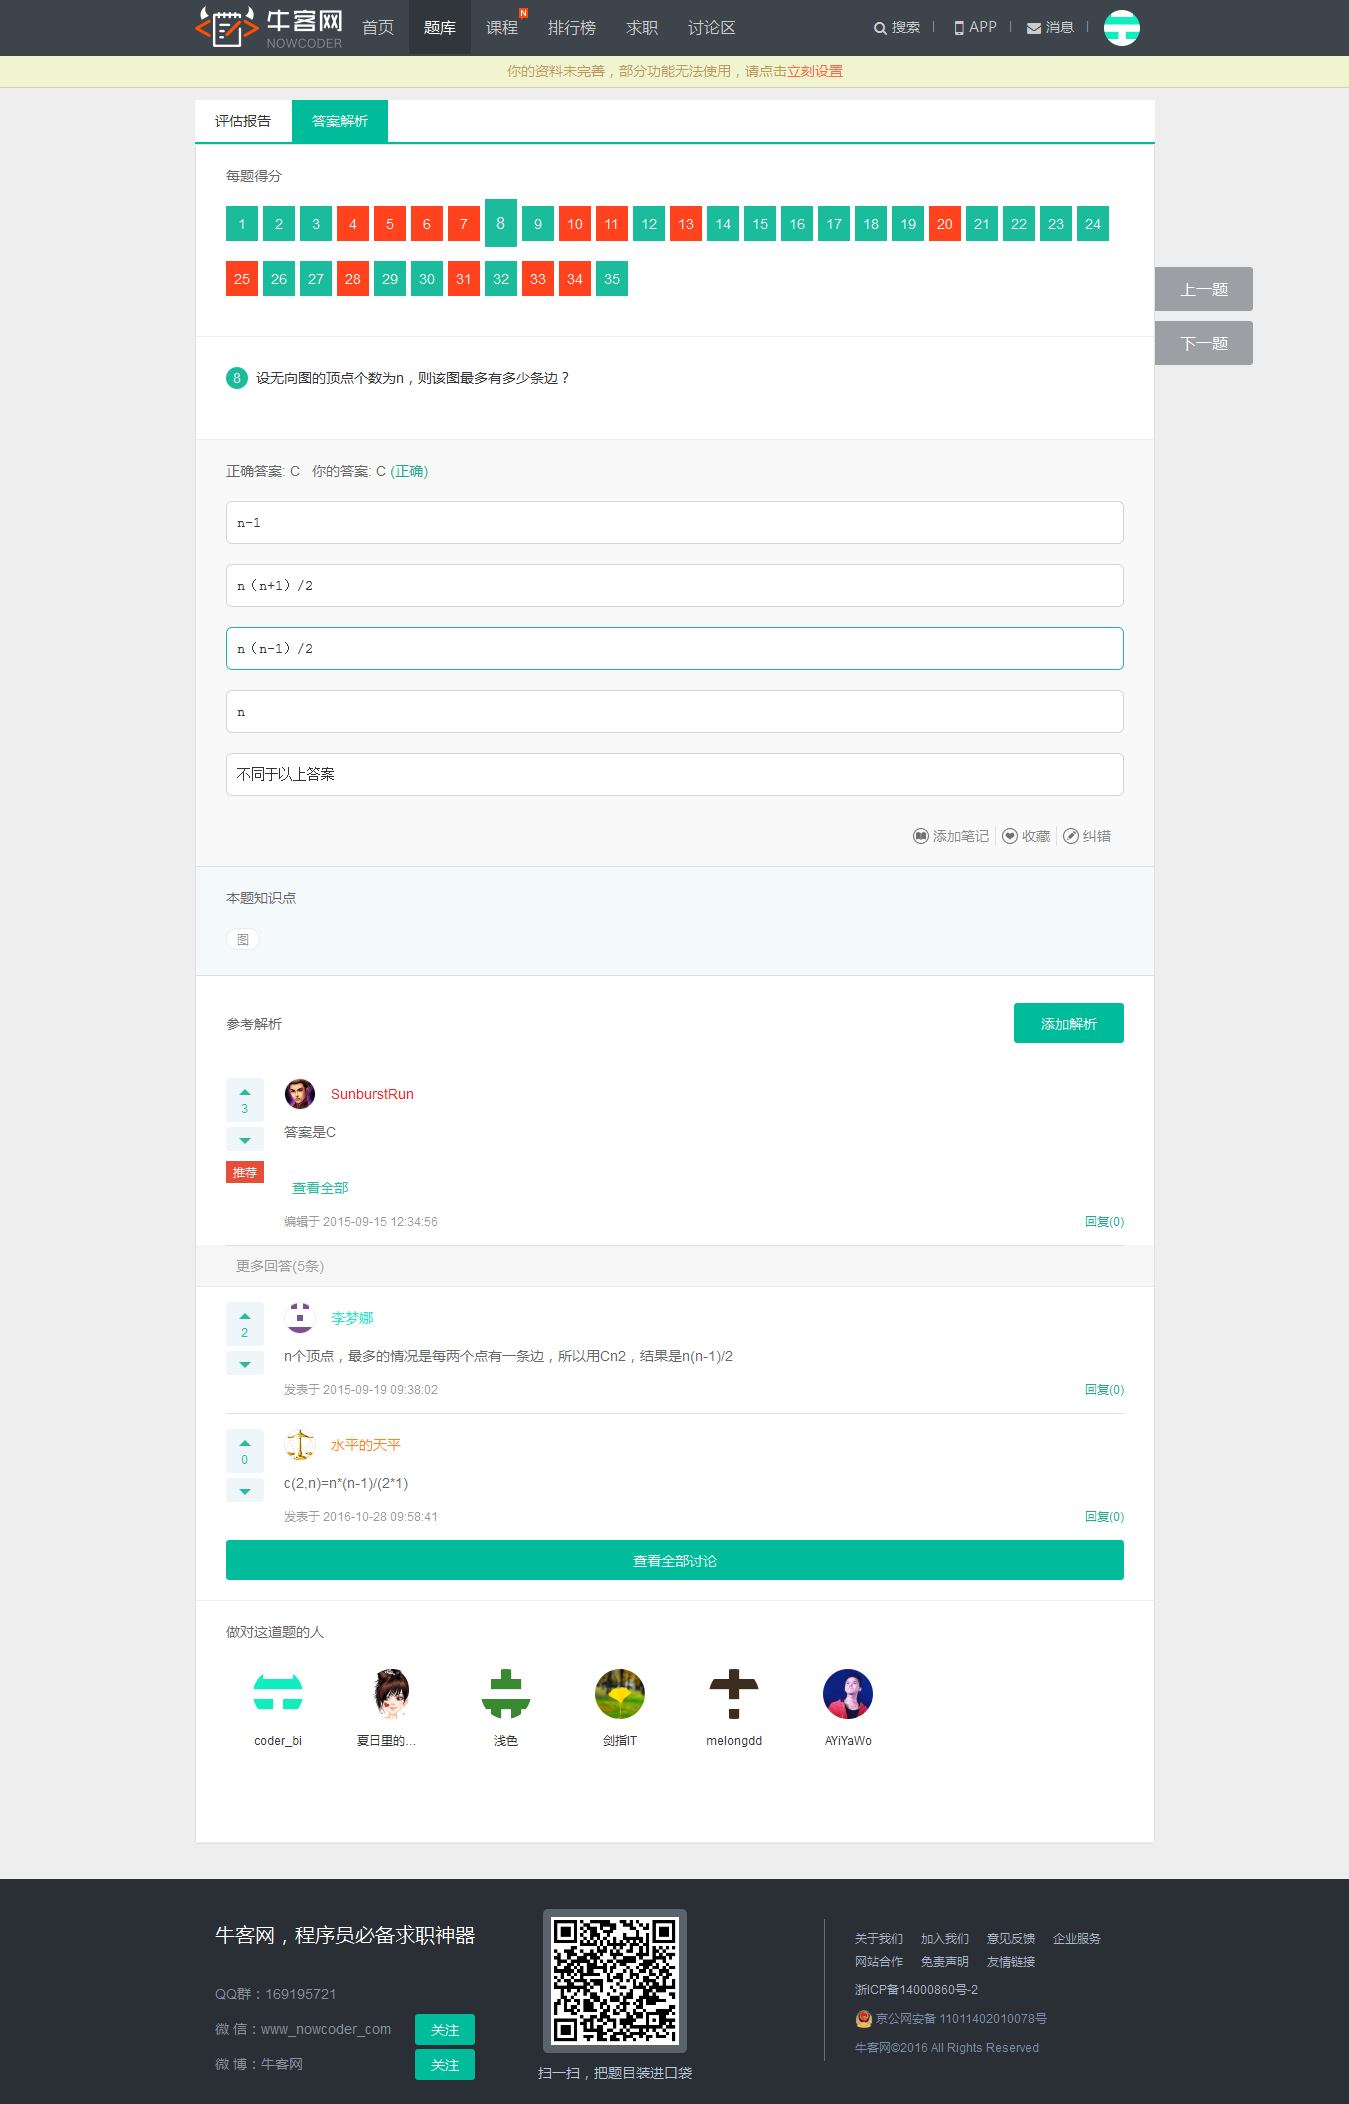 牛客网
NOWCODER
首页 题库 课程 N 排行榜 求职 讨论区 搜索 APP 消息
你的资料未完善，部分功能无法使用，请点击立刻设置
评估报告 答案解析
每题得分
1 2 3 4 5 6 7 8 9 10 11 12 13 14 15 16 17 18 19 20 21 22 23 24
25 26 27 28 29 30 31 32 33 34 35
上一题
下一题
8 设无向图的顶点个数为n，则该图最多有多少条边？
正确答案: C 你的答案: C (正确)
n-1
n（n+1）/2
n（n-1）/2
n
不同于以上答案
添加笔记 收藏 纠错
本题知识点
图
参考解析 添加解析
3
SunburstRun
答案是C
推荐
查看全部
编辑于 2015-09-15 12:34:56 回复(0)
更多回答(5条)
2
李梦娜
n个顶点，最多的情况是每两个点有一条边，所以用Cn2，结果是n(n-1)/2
发表于 2015-09-19 09:38:02 回复(0)
0
水平的天平
c(2,n)=n*(n-1)/(2*1)
发表于 2016-10-28 09:58:41 回复(0)
查看全部讨论
做对这道题的人
coder_bi 夏日里的... 浅色 剑指IT melongdd AYiYaWo
牛客网，程序员必备求职神器
QQ群：169195721
微 信：www_nowcoder_com 关注
微 博：牛客网 关注
扫一扫，把题目装进口袋
关于我们 加入我们 意见反馈 企业服务
网站合作 免责声明 友情链接
浙ICP备14000860号-2
京公网安备 11011402010078号
牛客网©2016 All Rights Reserved